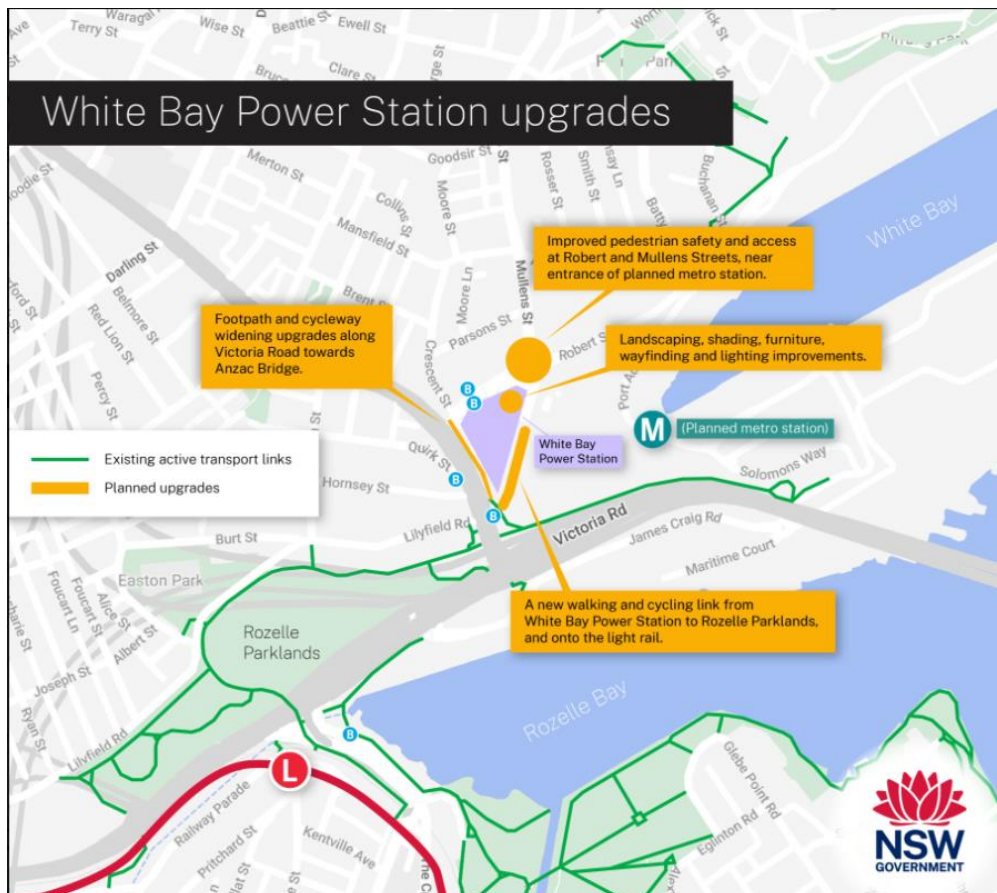 Terry St
Wise St
Beattie St
Ewell St
White Bay Power Station upgrades
Clare St
Merton St
Goodsir St
Moore St
Rosser St
Smith St
Buchanan St
Collins St
Mansfield St
Darling St
Belmore St
Red Lion St
Percy St
White Bay
Improved pedestrian safety and access
at Robert and Mullens Streets, near
entrance of planned metro station.
Mullens St
Moore Ln
Parsons St
Crescent St
Footpath and cycleway
widening upgrades along
Victoria Road towards
Anzac Bridge.
Landscaping, shading, furniture,
wayfinding and lighting improvements.
B
B
M
(Planned metro station)
White Bay
Power Station
Existing active transport links
Planned upgrades
Quirk St
B
Hornsey St
Solomons Way
B
Lilyfield Rd
Victoria Rd
James Craig Rd
Burt St
Maritime Court
Easton Park
Foucart St
Foucart Ln
Alice St
Albert St
Joseph St
Ryan St
Rozelle
Parklands
A new walking and cycling link from
White Bay Power Station to Rozelle Parklands,
and onto the light rail.
Rozelle Bay
Lilyfield Rd
B
L
Railway Parade
Pritchard St
Kentville Ave
Glebe Point Rd
Eglinton Rd
NSW
GOVERNMENT